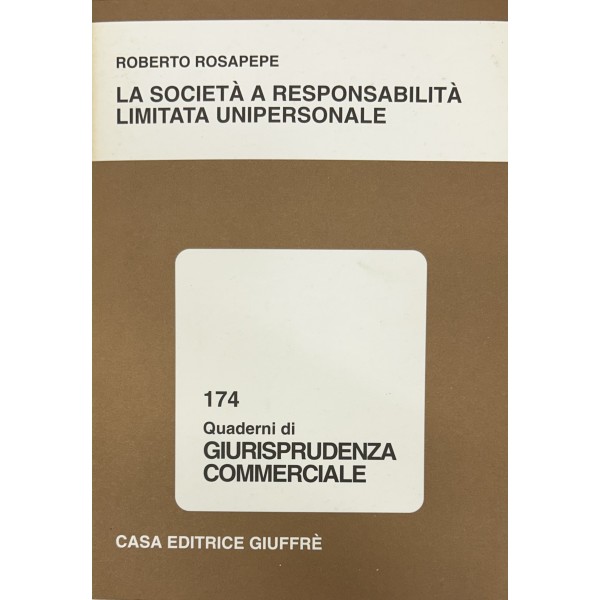 ROBERTO ROSAPEPE
LA SOCIETÀ A RESPONSABILITÀ
LIMITATA UNIPERSONALE
174
Quaderni di
GIURISPRUDENZA
COMMERCIALE
CASA EDITRICE GIUFFRÈ